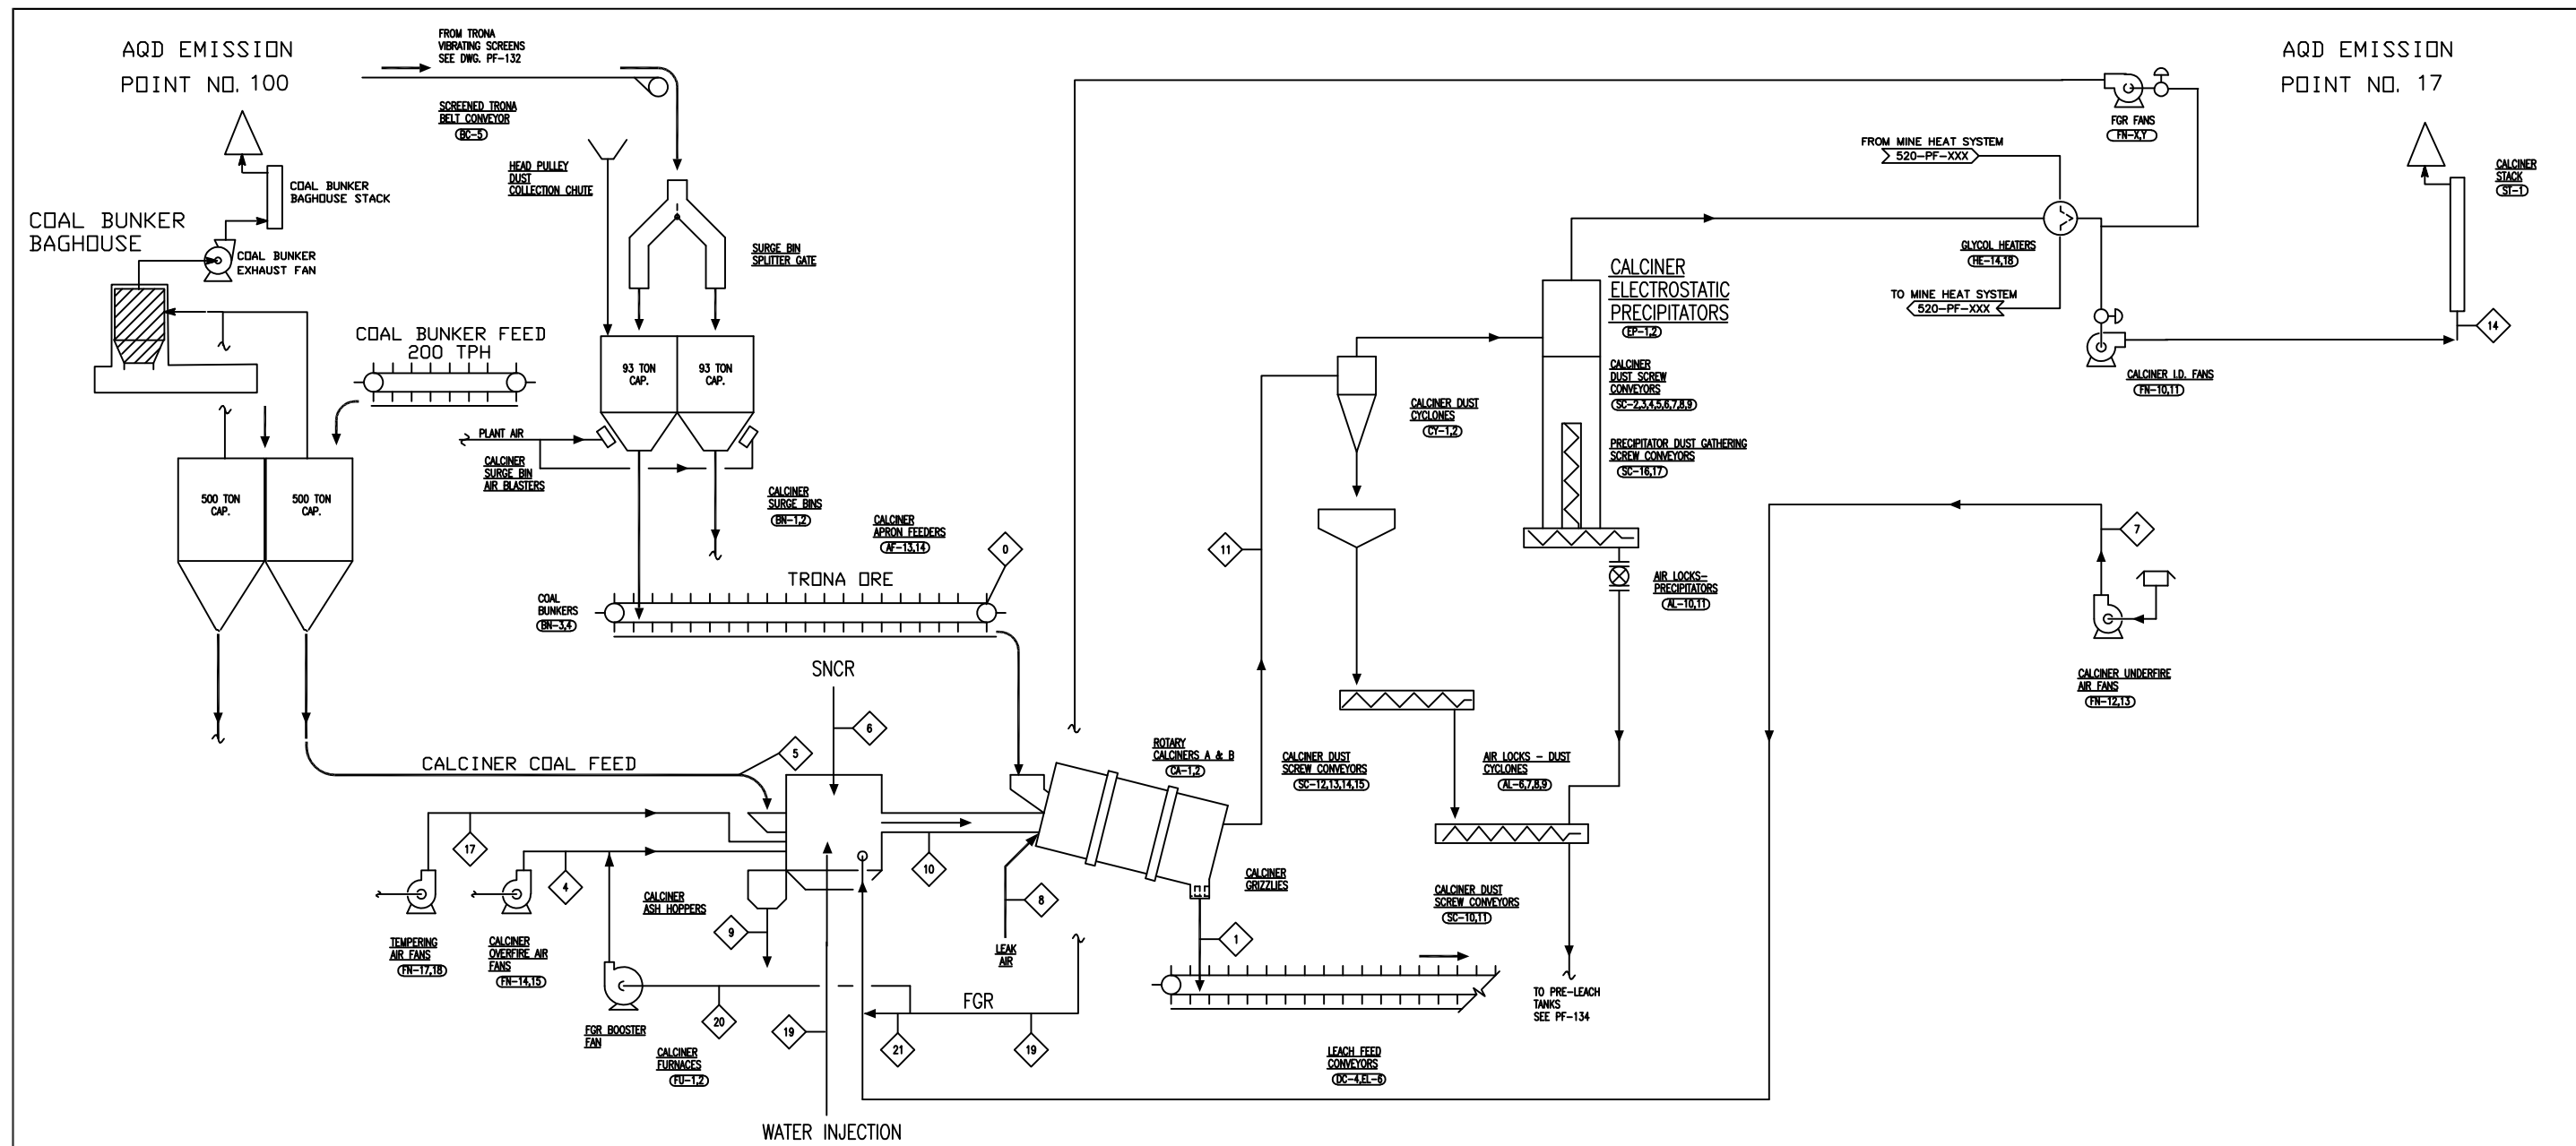 AQD EMISSION
POINT NO. 100
FROM TRONA
VIBRATING SCREENS
SEE DWG. PF-132
SCREENED TRONA
BELT CONVEYOR
BC-5
HEAD PULLEY
DUST
COLLECTION CHUTE
COAL BUNKER
BAGHOUSE STACK
COAL BUNKER
BAGHOUSE
COAL BUNKER
EXHAUST FAN
SURGE BIN
SPLITTER GATE
COAL BUNKER FEED
200 TPH
93 TON
CAP.
93 TON
CAP.
PLANT AIR
CALCINER
SURGE BIN
AIR BLASTERS
500 TON
CAP.
500 TON
CAP.
CALCINER
SURGE BINS
BN-1,2
CALCINER
APRON FEEDERS
AF-13,14
0
TRONA ORE
COAL
BUNKERS
BN-3,4
SNCR
6
5
CALCINER COAL FEED
17
4
10
8
9
CALCINER
ASH HOPPERS
TEMPERING
AIR FANS
FN-17,18
CALCINER
OVERFIRE AIR
FANS
FN-14,15
FGR BOOSTER
FAN
20
CALCINER
FURNACES
FU-1,2
19
WATER INJECTION
LEAK
AIR
FGR
21
19
ROTARY
CALCINERS A & B
CA-1,2
CALCINER
GRIZZLIES
1
LEACH FEED
CONVEYORS
DC-4,EL-6
11
CALCINER DUST
CYCLONES
CY-1,2
CALCINER DUST
SCREW CONVEYORS
SC-12,13,14,15
AIR LOCKS - DUST
CYCLONES
AL-6,7,8,9
CALCINER DUST
SCREW CONVEYORS
SC-10,11
TO PRE-LEACH
TANKS
SEE PF-134
CALCINER
ELECTROSTATIC
PRECIPITATORS
EP-1,2
CALCINER
DUST SCREW
CONVEYORS
SC-2,3,4,5,6,7,8,9
PRECIPITATOR DUST GATHERING
SCREW CONVEYORS
SC-16,17
AIR LOCKS-
PRECIPITATORS
AL-10,11
FROM MINE HEAT SYSTEM
520-PF-XXX
GLYCOL HEATERS
HE-14,18
TO MINE HEAT SYSTEM
520-PF-XXX
FGR FANS
FN-X,Y
CALCINER I.D. FANS
FN-10,11
AQD EMISSION
POINT NO. 17
CALCINER
STACK
ST-1
14
7
CALCINER UNDERFIRE
AIR FANS
FN-12,13